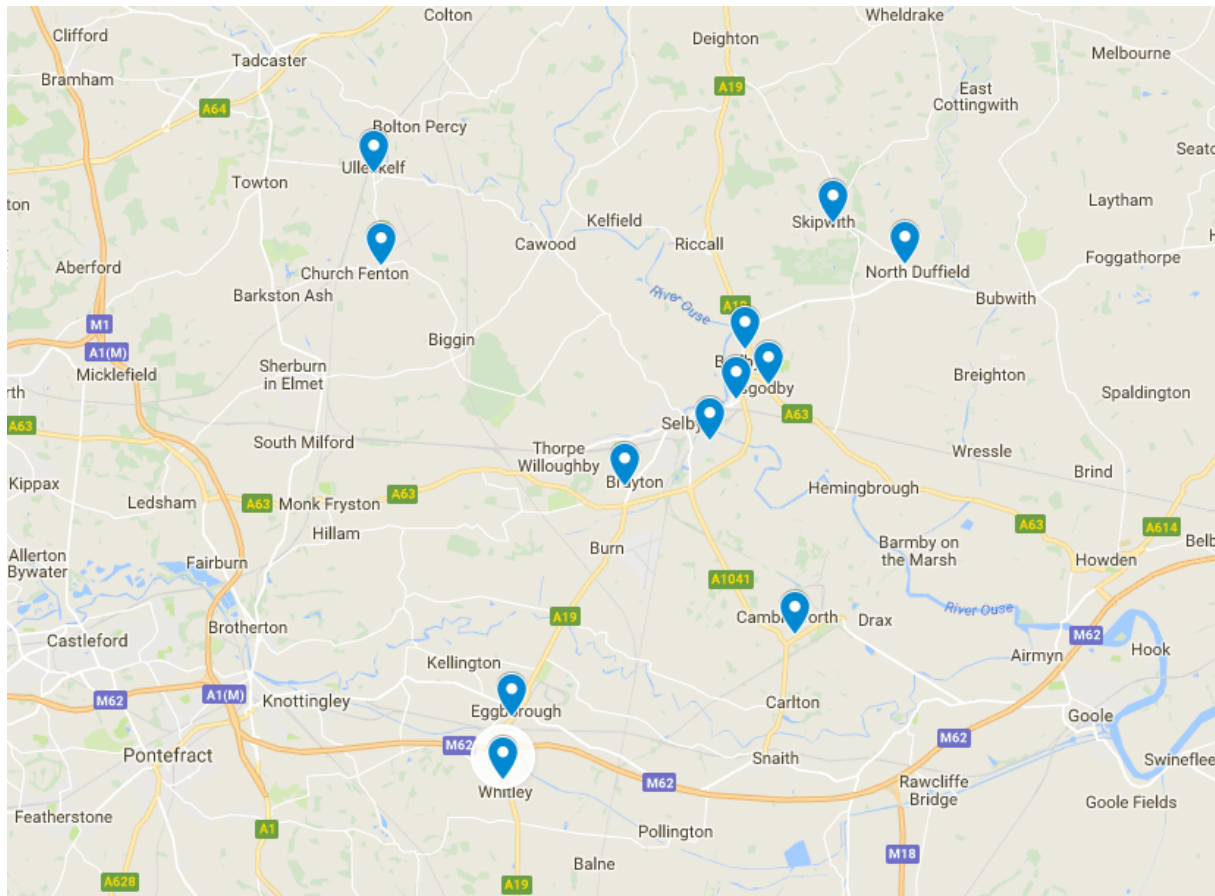 Colton
Wheldrake
Clifford
Deighton
Melbourne
Tadcaster
Bramham
A19
East
Cottingwith
A64
Bolton Percy
Seato
Towton
Skipwith
Laytham
ton
Kelfield
Cawood
Riccall
Foggathorpe
H
Aberford
Church Fenton
North Duffield
Barkston Ash
River Ouse
Bubwith
M1
A1(M)
Biggin
Micklefield
Sherburn
in Elmet
Breighton
rth
Spaldington
A63
A63
South Milford
Selby
Thorpe
Willoughby
Wressle
Brind
Kippax
Ledsham
A63
Monk Fryston
A63
Hemingbrough
A63
A614
Hillam
Burn
Barmby on
the Marsh
Belb
Allerton
Bywater
Fairburn
Howden
A1041
River Ouse
A19
Drax
Castleford
Brotherton
M62
Airmyn
Hook
Kellington
M62
A1(M)
Knottingley
Carlton
Eggborough
Goole
M62
M62
Pontefract
Snaith
Swineflee
M62
Whitley
Rawcliffe
Bridge
Goole Fields
Featherstone
A1
Pollington
M18
Balne
A628
A19